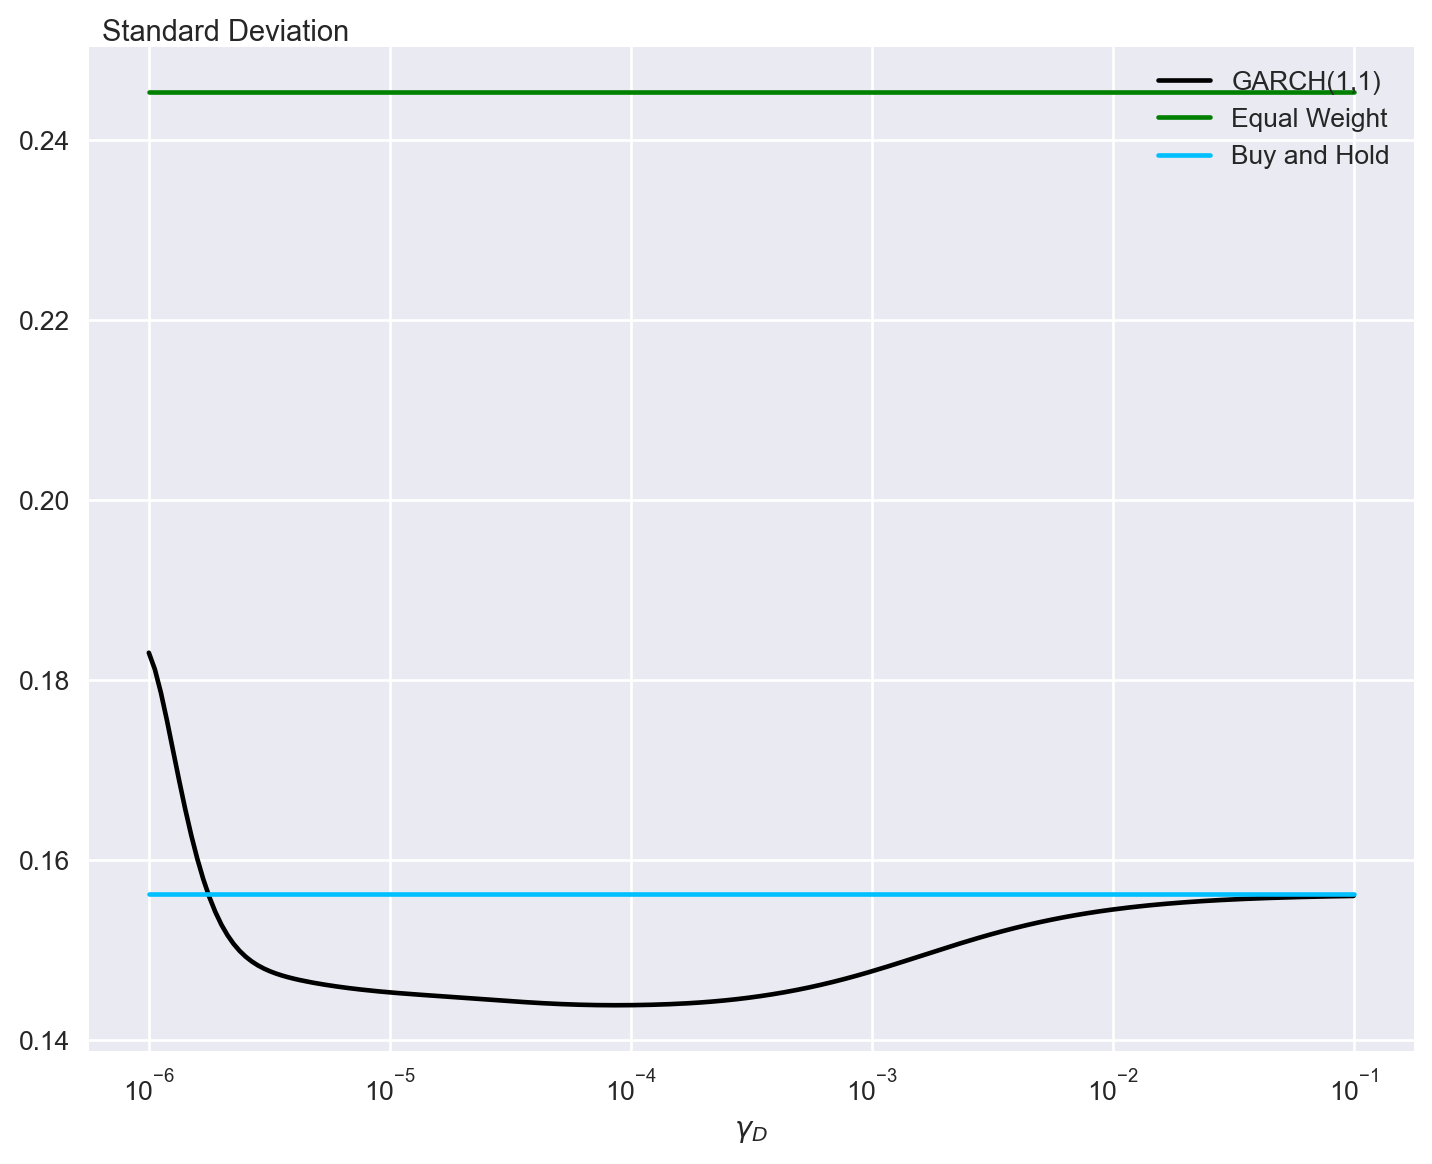 Standard Deviation
GARCH(1,1)
Equal Weight
Buy and Hold
0.24
0.22
0.20
0.18
0.16
0.14
10⁻⁶ 10⁻⁵ 10⁻⁴ 10⁻³ 10⁻² 10⁻¹
γ_D